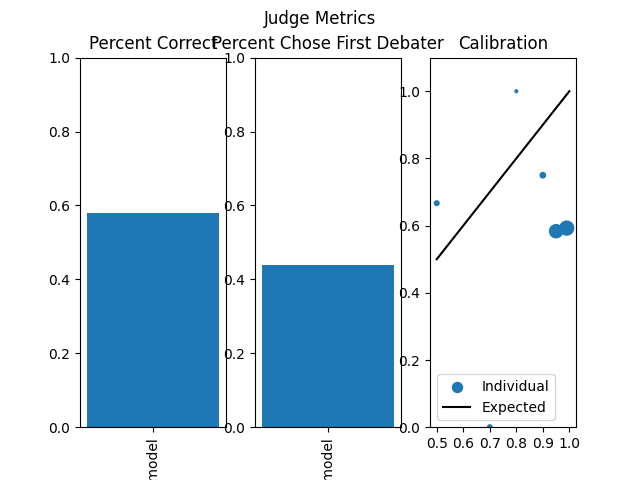 Judge Metrics
Percent Correct
Percent Chose First Debater
Calibration
1.0
0.8
0.6
0.4
0.2
0.0
model
1.0
0.8
0.6
0.4
0.2
0.0
model
1.0
0.8
0.6
0.4
0.2
0.0
Individual
Expected
0.5 0.6 0.7 0.8 0.9 1.0